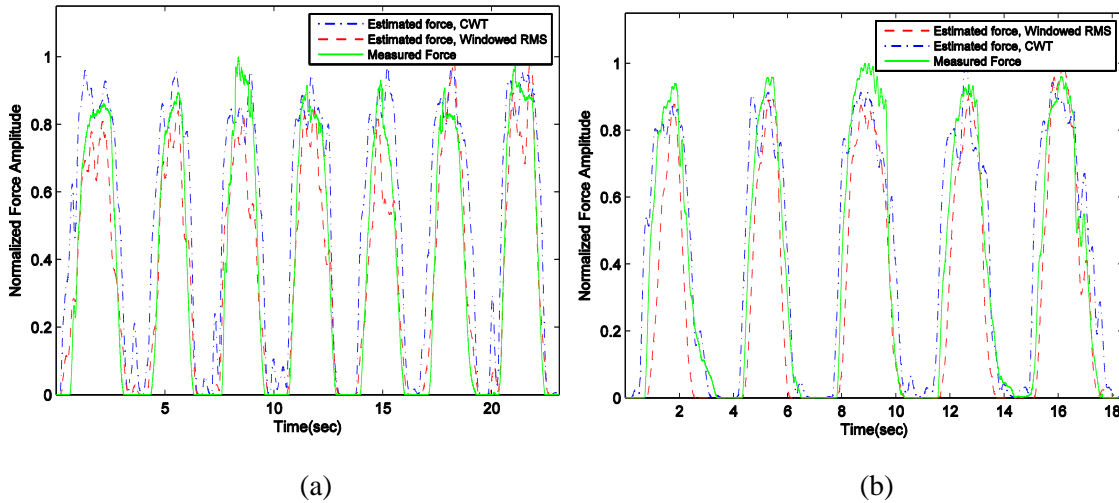 Estimated force, CWT
Estimated force, Windowed RMS
Measured Force
Normalized Force Amplitude
1
0.8
0.6
0.4
0.2
0
5
10
15
20
Time(sec)
(a)
Estimated force, Windowed RMS
Estimated force, CWT
Measured Force
Normalized Force Amplitude
1
0.8
0.6
0.4
0.2
0
2
4
6
8
10
12
14
16
18
Time(sec)
(b)